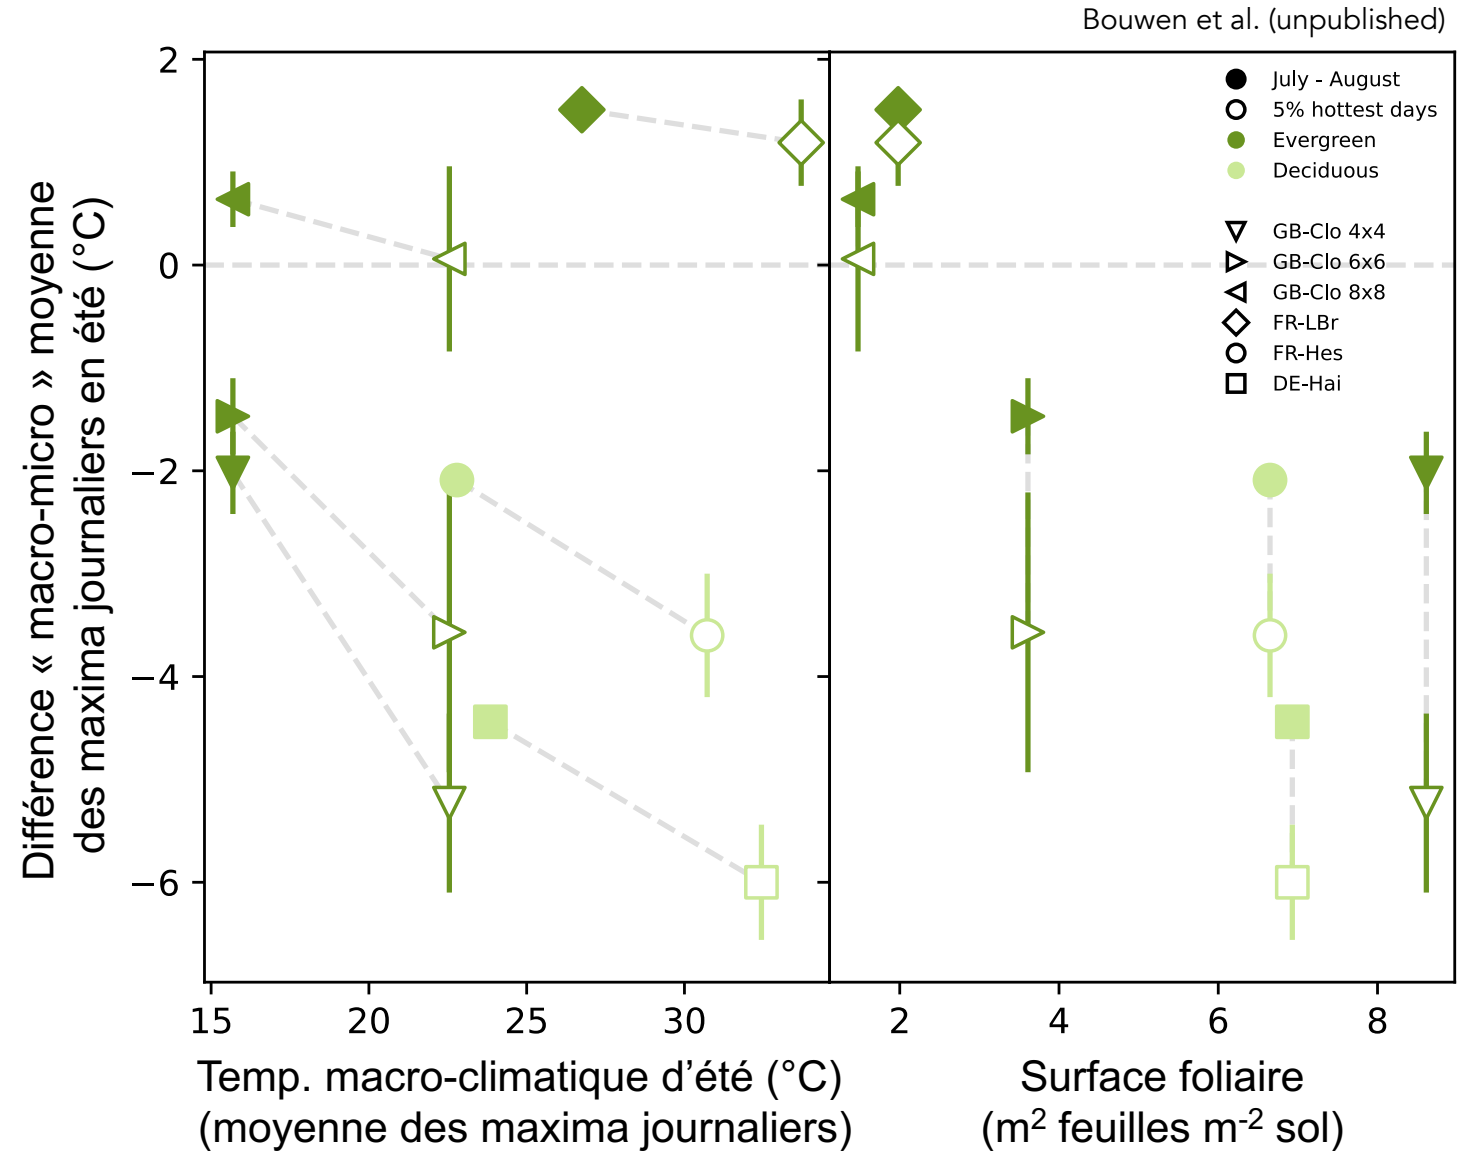 Bouwen et al. (unpublished)
Différence « macro-micro » moyenne
des maxima journaliers en été (°C)
2
0
−2
−4
−6
July - August
5% hottest days
Evergreen
Deciduous
GB-Clo 4x4
GB-Clo 6x6
GB-Clo 8x8
FR-LBr
FR-Hes
DE-Hai
15 20 25 30
2 4 6 8
Temp. macro-climatique d’été (°C)
(moyenne des maxima journaliers)
Surface foliaire
(m² feuilles m⁻² sol)